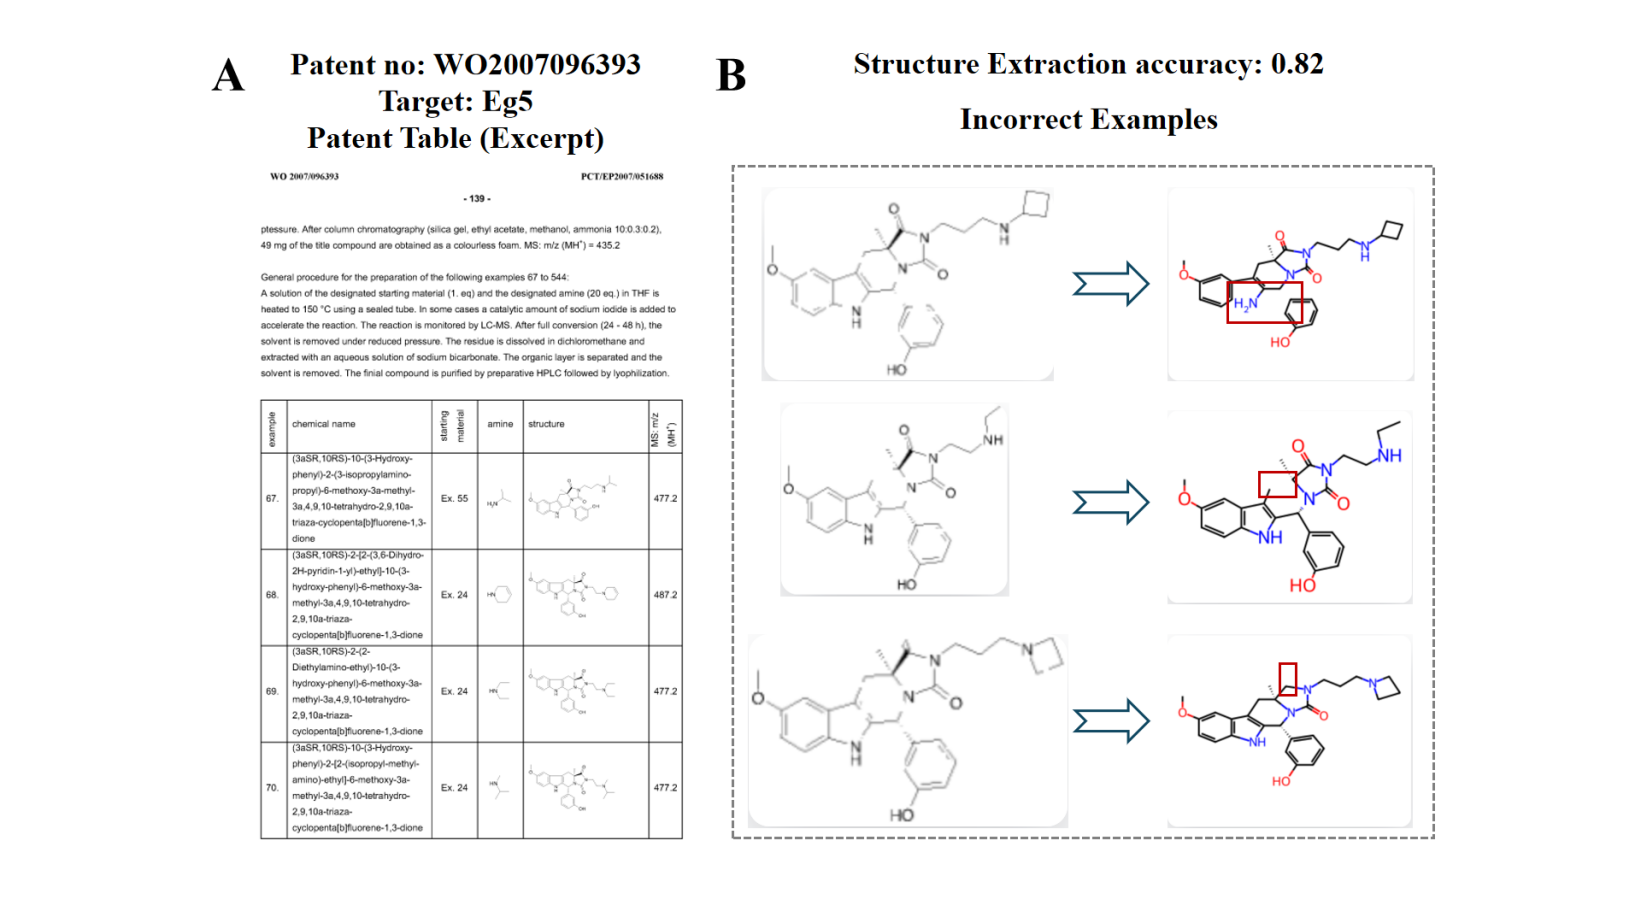 A
Patent no: WO2007096393
Target: Eg5
Patent Table (Excerpt)
WO 2007/096393 PCT/EP2007/051688
- 139 -
ptessure. After column chromatography (silica gel, ethyl acetate, methanol, ammonia 10:0.3:0.2),
49 mg of the title compound are obtained as a colourless foam. MS: m/z (MH⁺) = 435.2
General procedure for the preparation of the following examples 67 to 544:
A solution of the designated starting material (1. eq) and the designated amine (20 eq.) in THF is
heated to 150 °C using a sealed tube. In some cases a catalytic amount of sodium iodide is added to
accelerate the reaction. The reaction is monitored by LC-MS. After full conversion (24 - 48 h), the
solvent is removed under reduced pressure. The residue is dissolved in dichloromethane and
extracted with an aqueous solution of sodium bicarbonate. The organic layer is separated and the
solvent is removed. The finial compound is purified by preparative HPLC followed by lyophilization.
example chemical name starting material amine structure MS: m/z (MH⁺)
(3aSR,10RS)-10-(3-Hydroxy-
phenyl)-2-(3-isopropylamino-
67. propyl)-6-methoxy-3a-methyl- Ex. 55 H₂N 477.2
3a,4,9,10-tetrahydro-2,9,10a-
triaza-cyclopenta[b]fluorene-1,3-
dione
(3aSR,10RS)-2-[2-(3,6-Dihydro-
2H-pyridin-1-yl)-ethyl]-10-(3-
68. hydroxy-phenyl)-6-methoxy-3a- Ex. 24 HN 487.2
methyl-3a,4,9,10-tetrahydro-
2,9,10a-triaza-
cyclopenta[b]fluorene-1,3-dione
(3aSR,10RS)-2-(2-
Diethylamino-ethyl)-10-(3-
69. hydroxy-phenyl)-6-methoxy-3a- Ex. 24 HN 477.2
methyl-3a,4,9,10-tetrahydro-
2,9,10a-triaza-
cyclopenta[b]fluorene-1,3-dione
(3aSR,10RS)-10-(3-Hydroxy-
phenyl)-2-[2-(isopropyl-methyl-
70. amino)-ethyl]-6-methoxy-3a- Ex. 24 HN 477.2
methyl-3a,4,9,10-tetrahydro-
2,9,10a-triaza-
cyclopenta[b]fluorene-1,3-dione
B
Structure Extraction accuracy: 0.82
Incorrect Examples
O N N H O N O N H HO
O N N H O N O H₂N HO
O N NH N O O N H HO
O N NH O N O NH HO
N N O N O N H HO
N N O N O NH HO